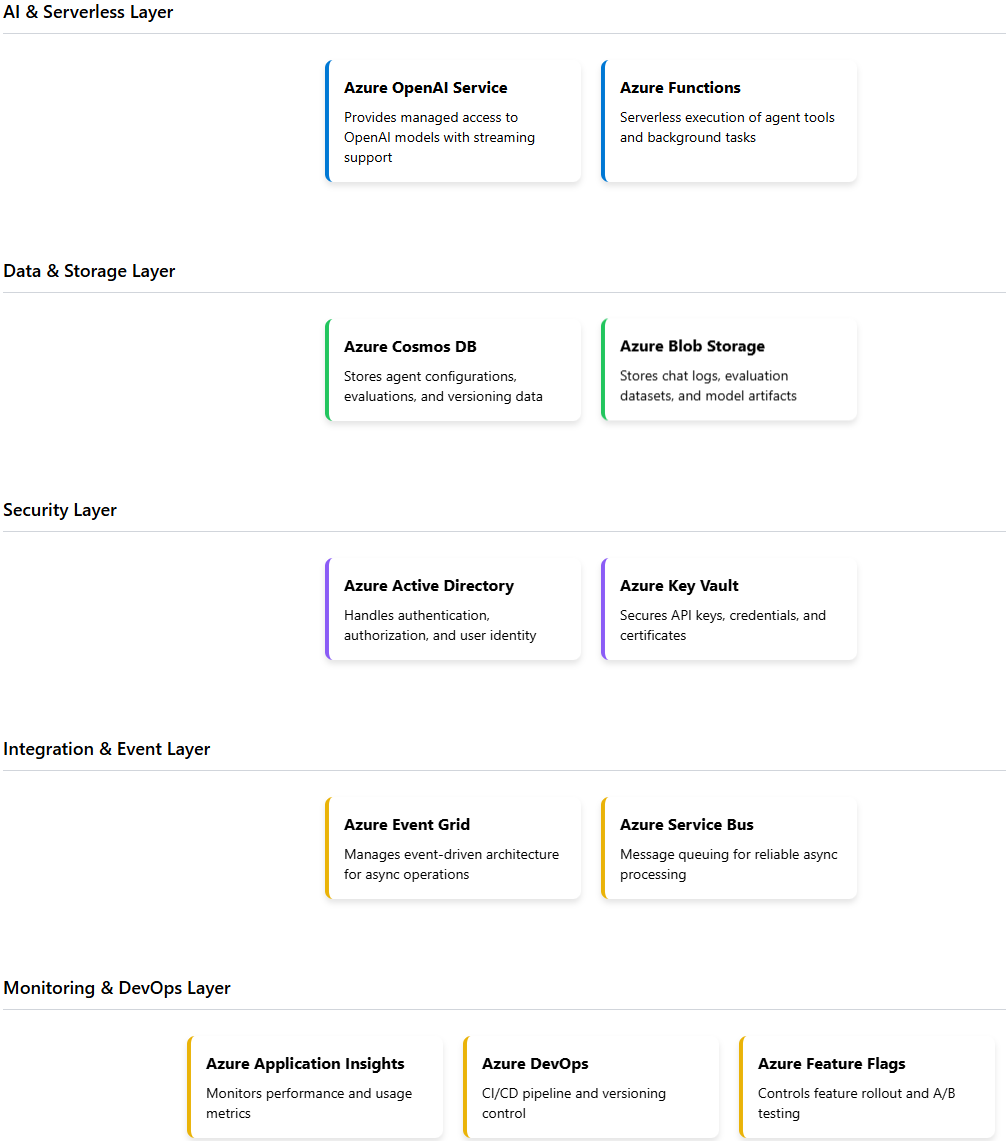 AI & Serverless Layer
Azure OpenAI Service
Provides managed access to
OpenAI models with streaming
support
Azure Functions
Serverless execution of agent tools
and background tasks
Data & Storage Layer
Azure Cosmos DB
Stores agent configurations,
evaluations, and versioning data
Azure Blob Storage
Stores chat logs, evaluation
datasets, and model artifacts
Security Layer
Azure Active Directory
Handles authentication,
authorization, and user identity
Azure Key Vault
Secures API keys, credentials, and
certificates
Integration & Event Layer
Azure Event Grid
Manages event-driven architecture
for async operations
Azure Service Bus
Message queuing for reliable async
processing
Monitoring & DevOps Layer
Azure Application Insights
Monitors performance and usage
metrics
Azure DevOps
CI/CD pipeline and versioning
control
Azure Feature Flags
Controls feature rollout and A/B
testing